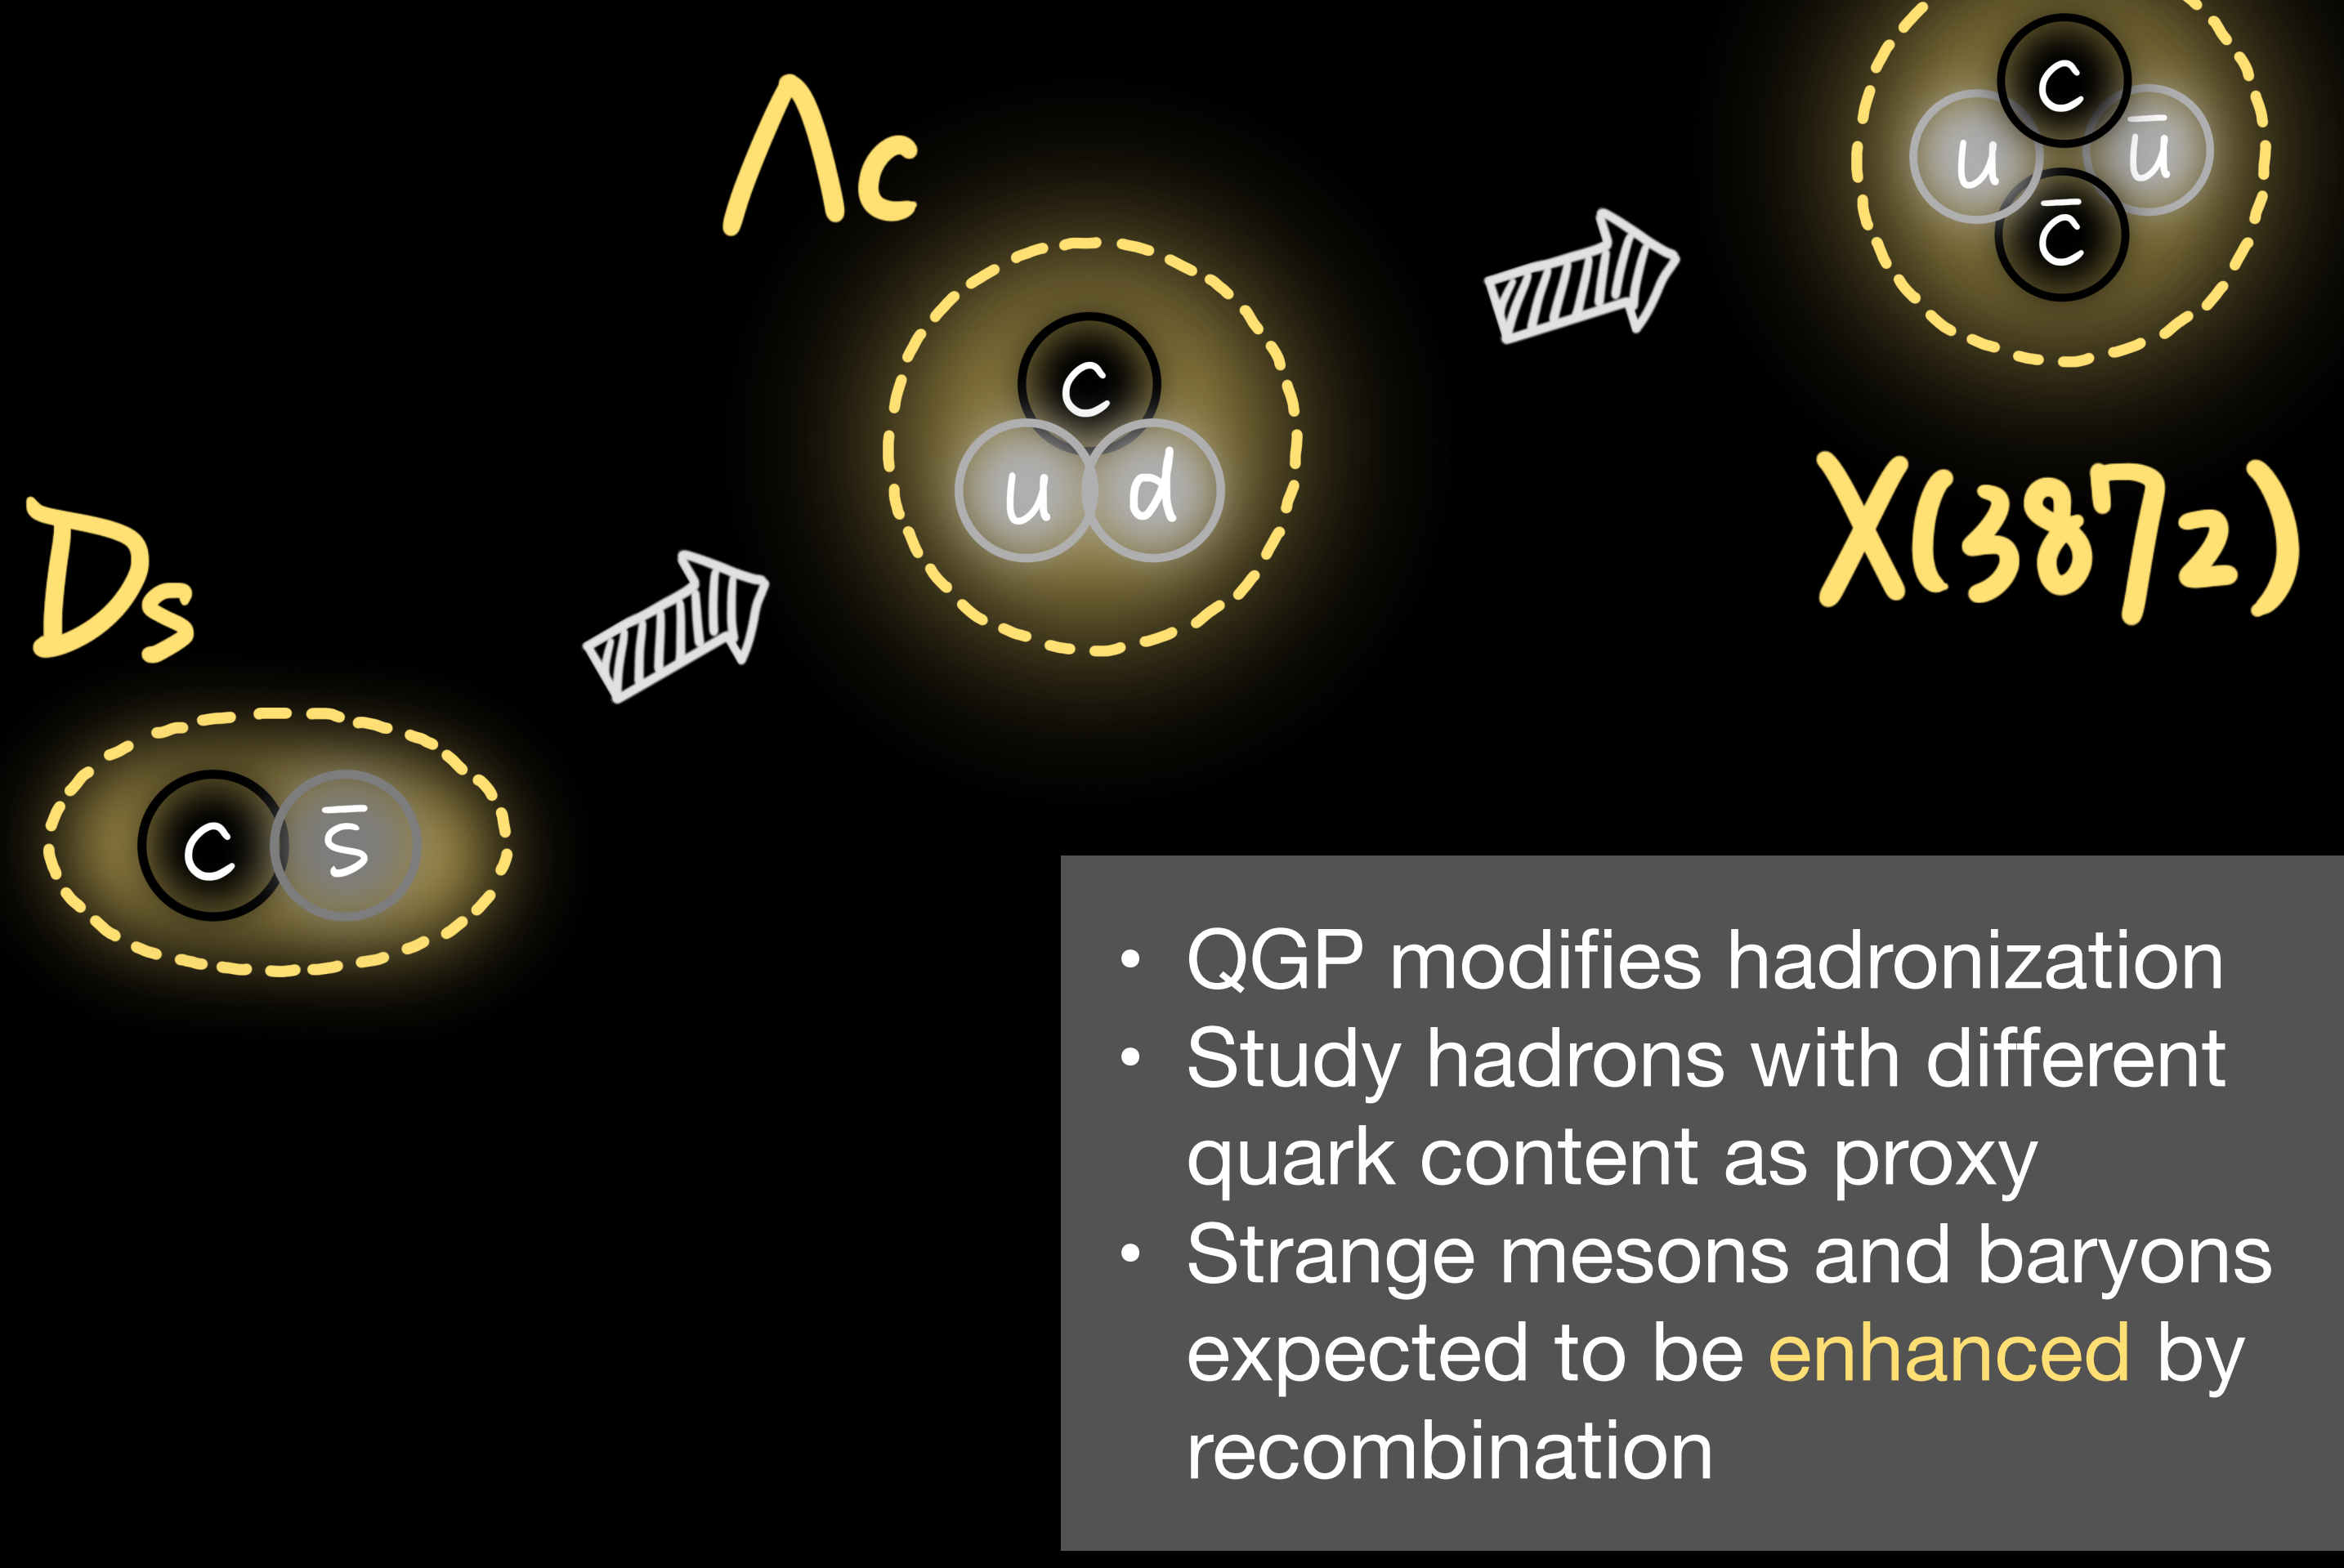 Λc
c
u d
c
u ū
c̄
X(3872)
Ds
c s̄
• QGP modifies hadronization
• Study hadrons with different
quark content as proxy
• Strange mesons and baryons
expected to be enhanced by
recombination